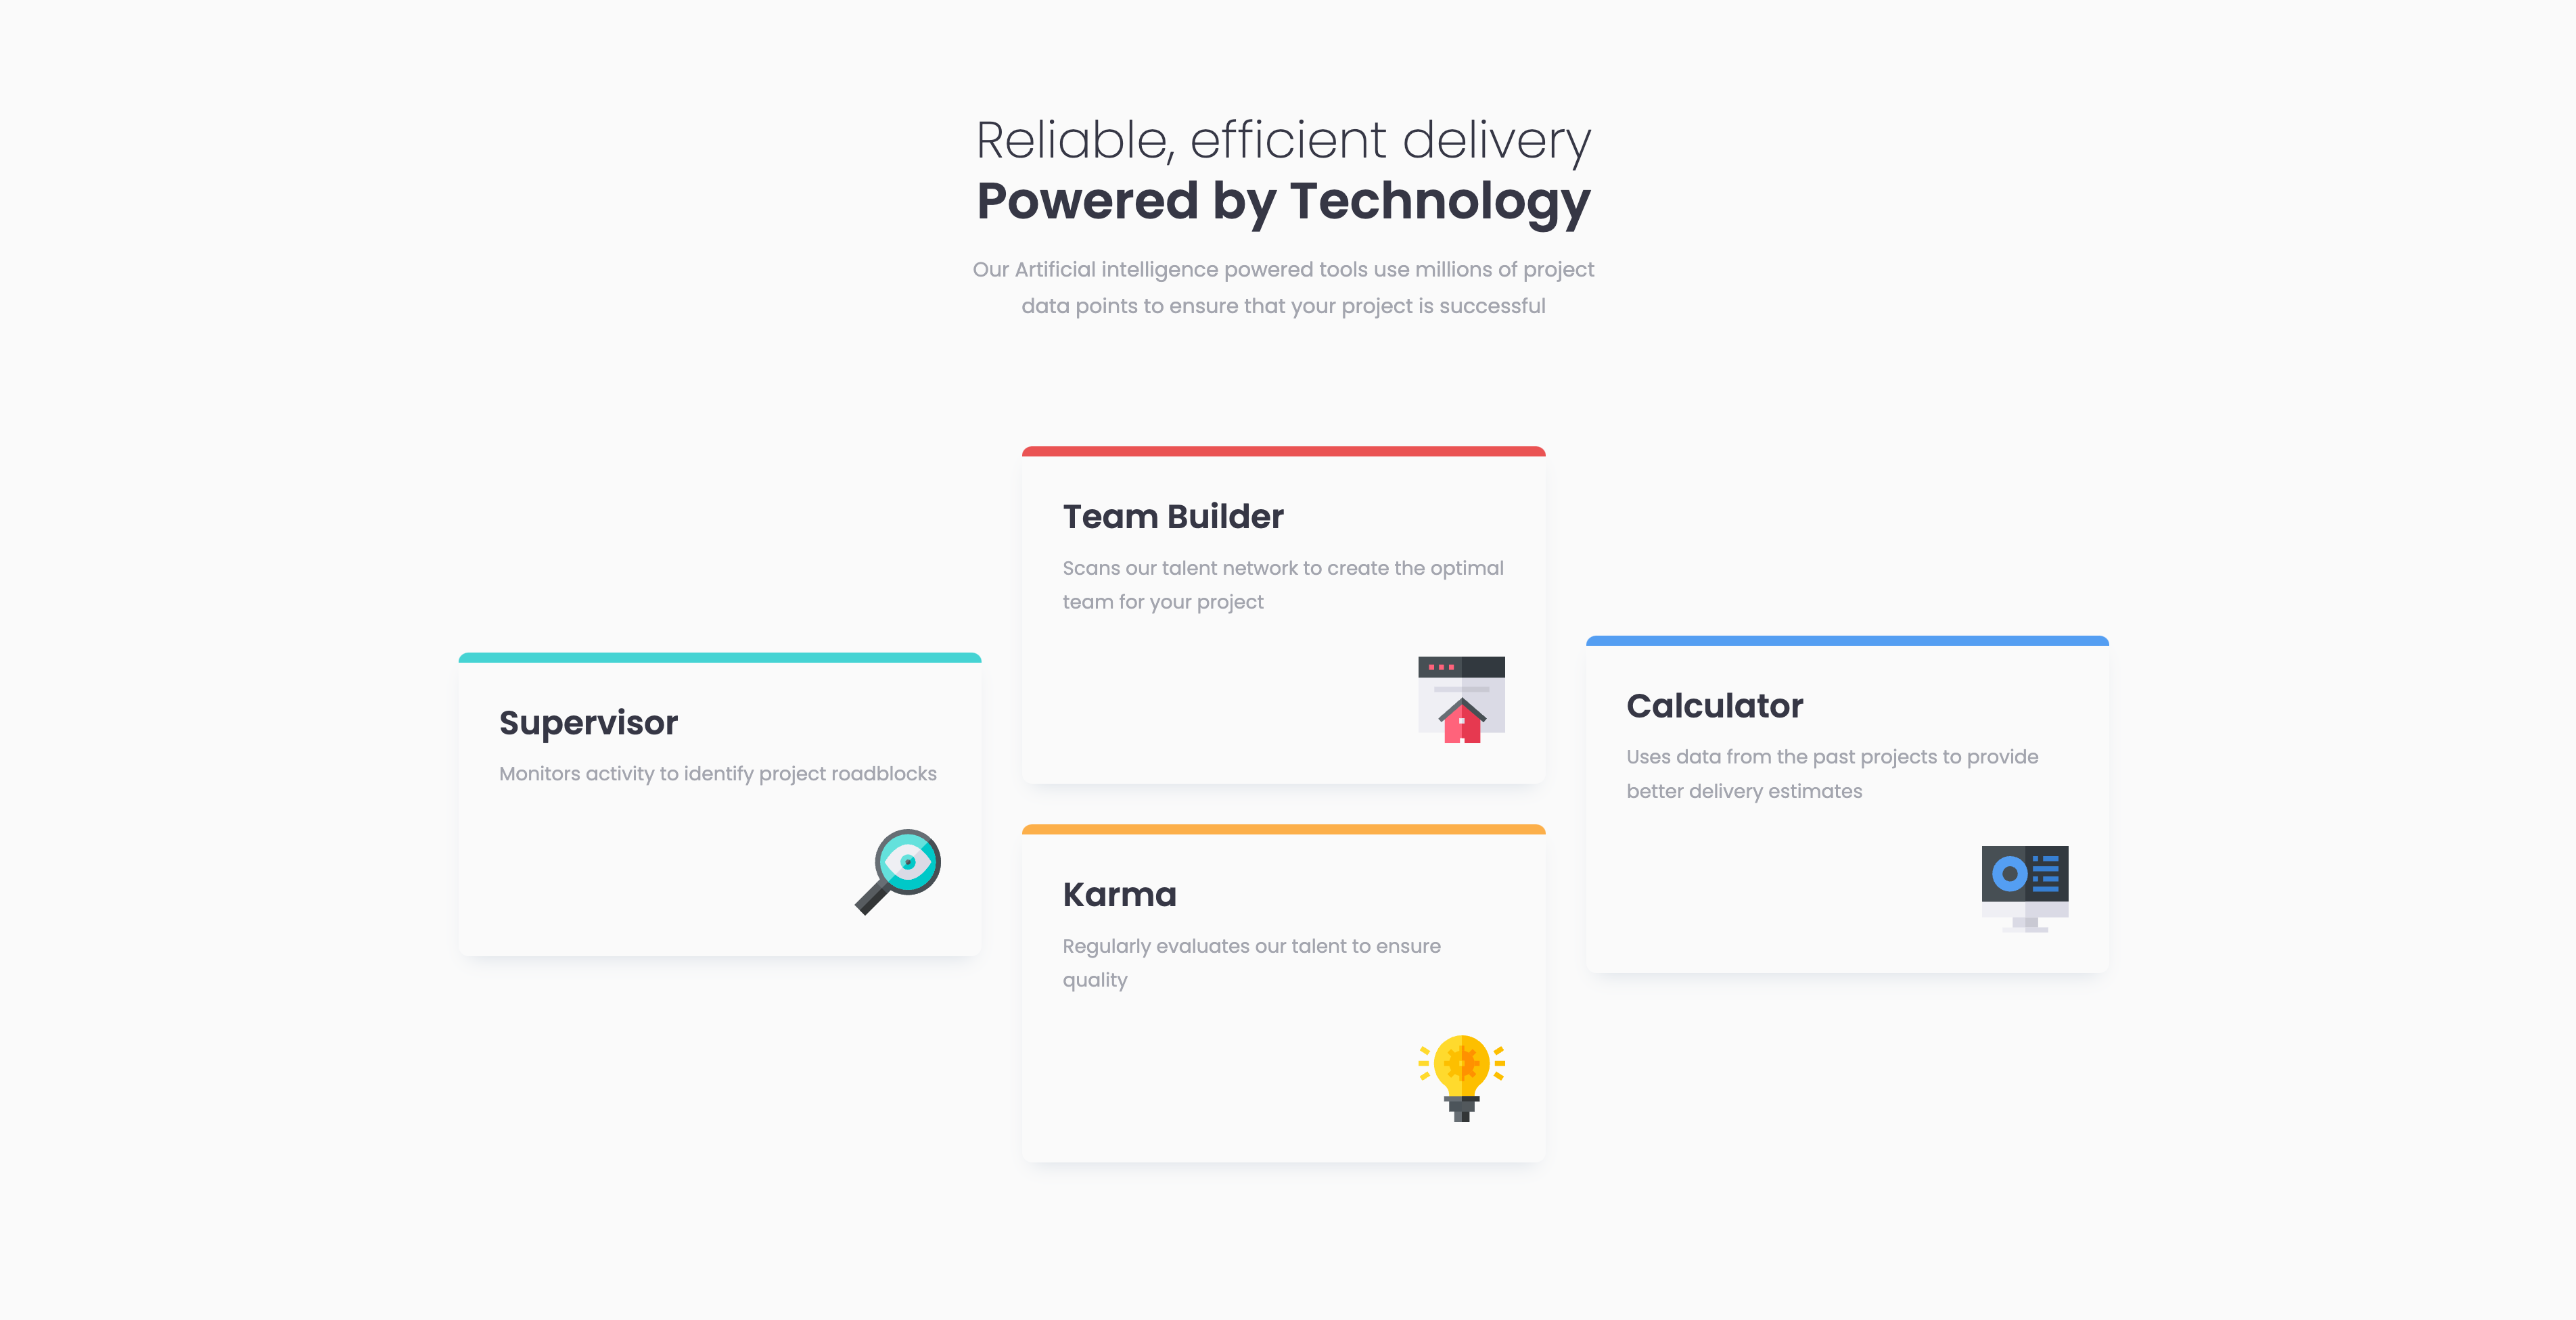 Reliable, efficient delivery
Powered by Technology
Our Artificial intelligence powered tools use millions of project
data points to ensure that your project is successful
Supervisor
Monitors activity to identify project roadblocks
Team Builder
Scans our talent network to create the optimal
team for your project
Karma
Regularly evaluates our talent to ensure
quality
Calculator
Uses data from the past projects to provide
better delivery estimates